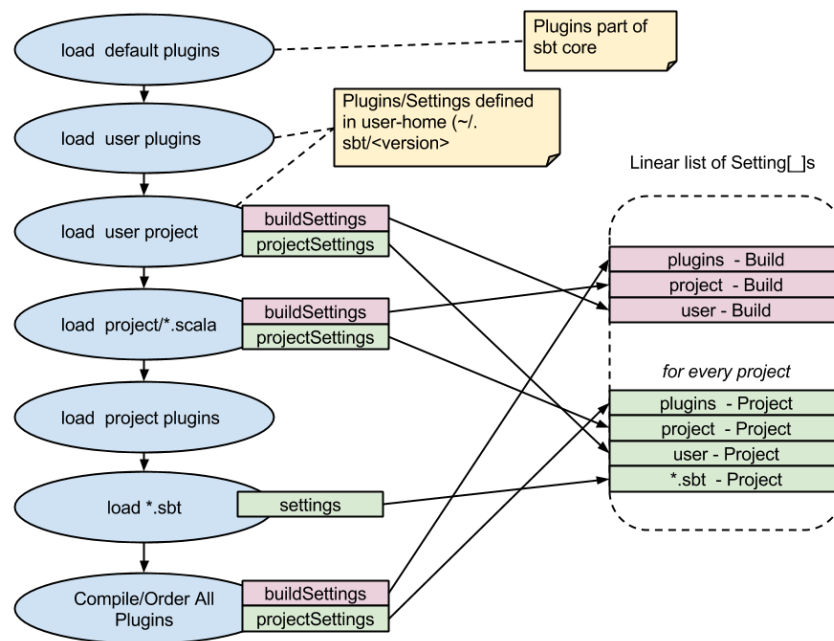 load default plugins
Plugins part of
sbt core
load user plugins
Plugins/Settings defined
in user-home (~/.
sbt/<version>
Linear list of Setting[_]s
load user project
buildSettings
projectSettings
plugins - Build
project - Build
user - Build
load project/*.scala
buildSettings
projectSettings
for every project
load project plugins
plugins - Project
project - Project
user - Project
*.sbt - Project
load *.sbt
settings
Compile/Order All
Plugins
buildSettings
projectSettings